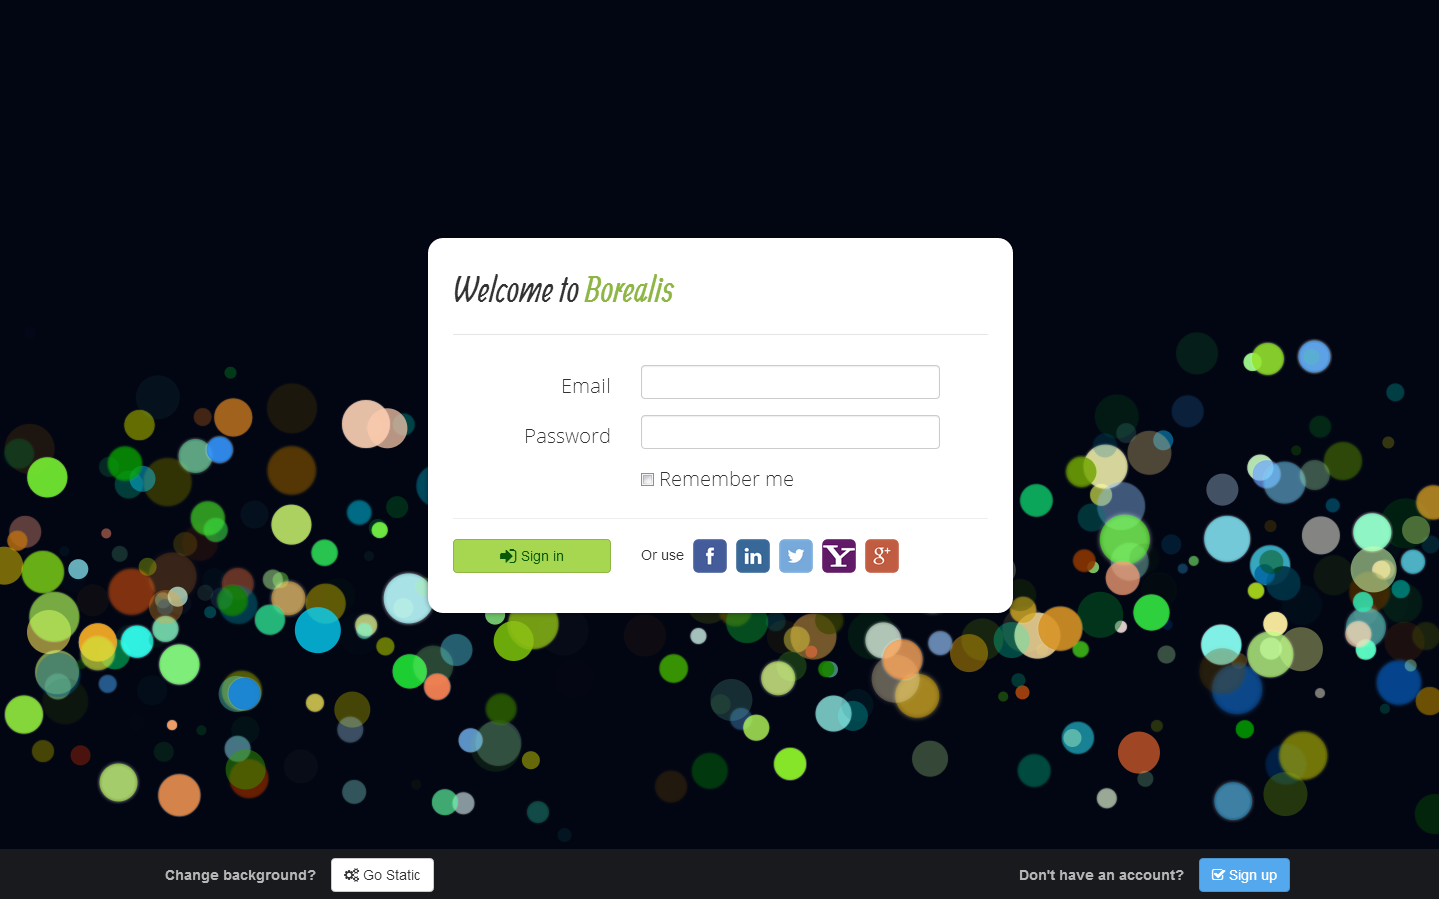 Welcome to Borealis
Email
Password
Remember me
Sign in
Or use
Change background?
Go Static
Don't have an account?
Sign up